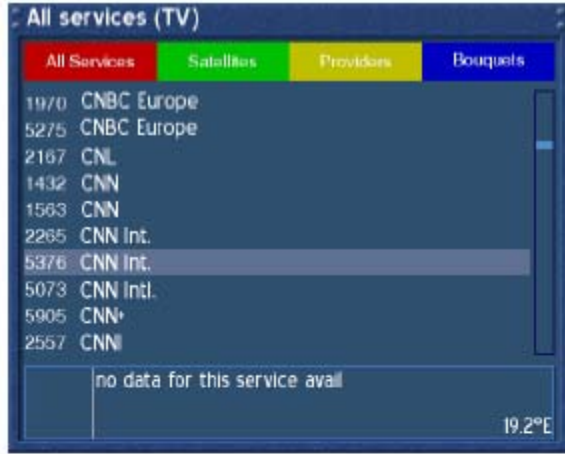 All services (TV)
All Services Satellites Providers Bouquets
1970 CNBC Europe
5275 CNBC Europe
2167 CNL
1432 CNN
1563 CNN
2265 CNN Int.
5376 CNN Int.
5073 CNN Intl.
5905 CNN+
2557 CNNI
no data for this service avail
19.2°E